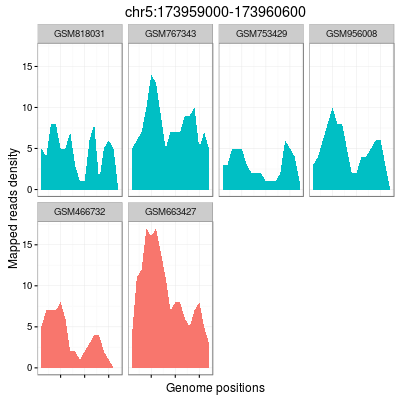 chr5:173959000-173960600
GSM818031 GSM767343 GSM753429 GSM956008
15
10
5
0
GSM466732 GSM663427
15
10
5
0
Mapped reads density
Genome positions